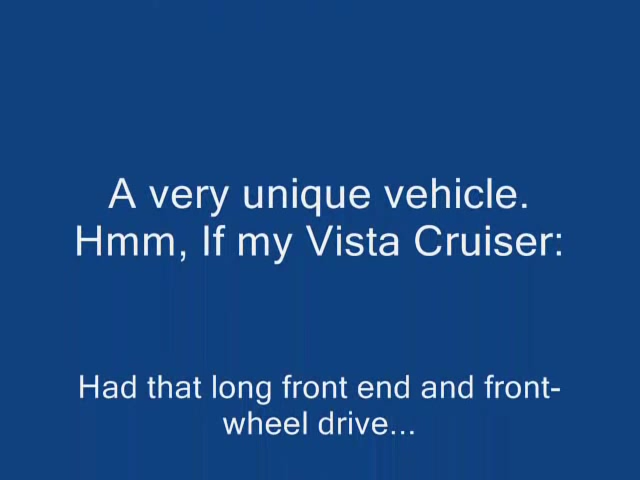 A very unique vehicle.
Hmm, If my Vista Cruiser:
Had that long front end and front-
wheel drive...